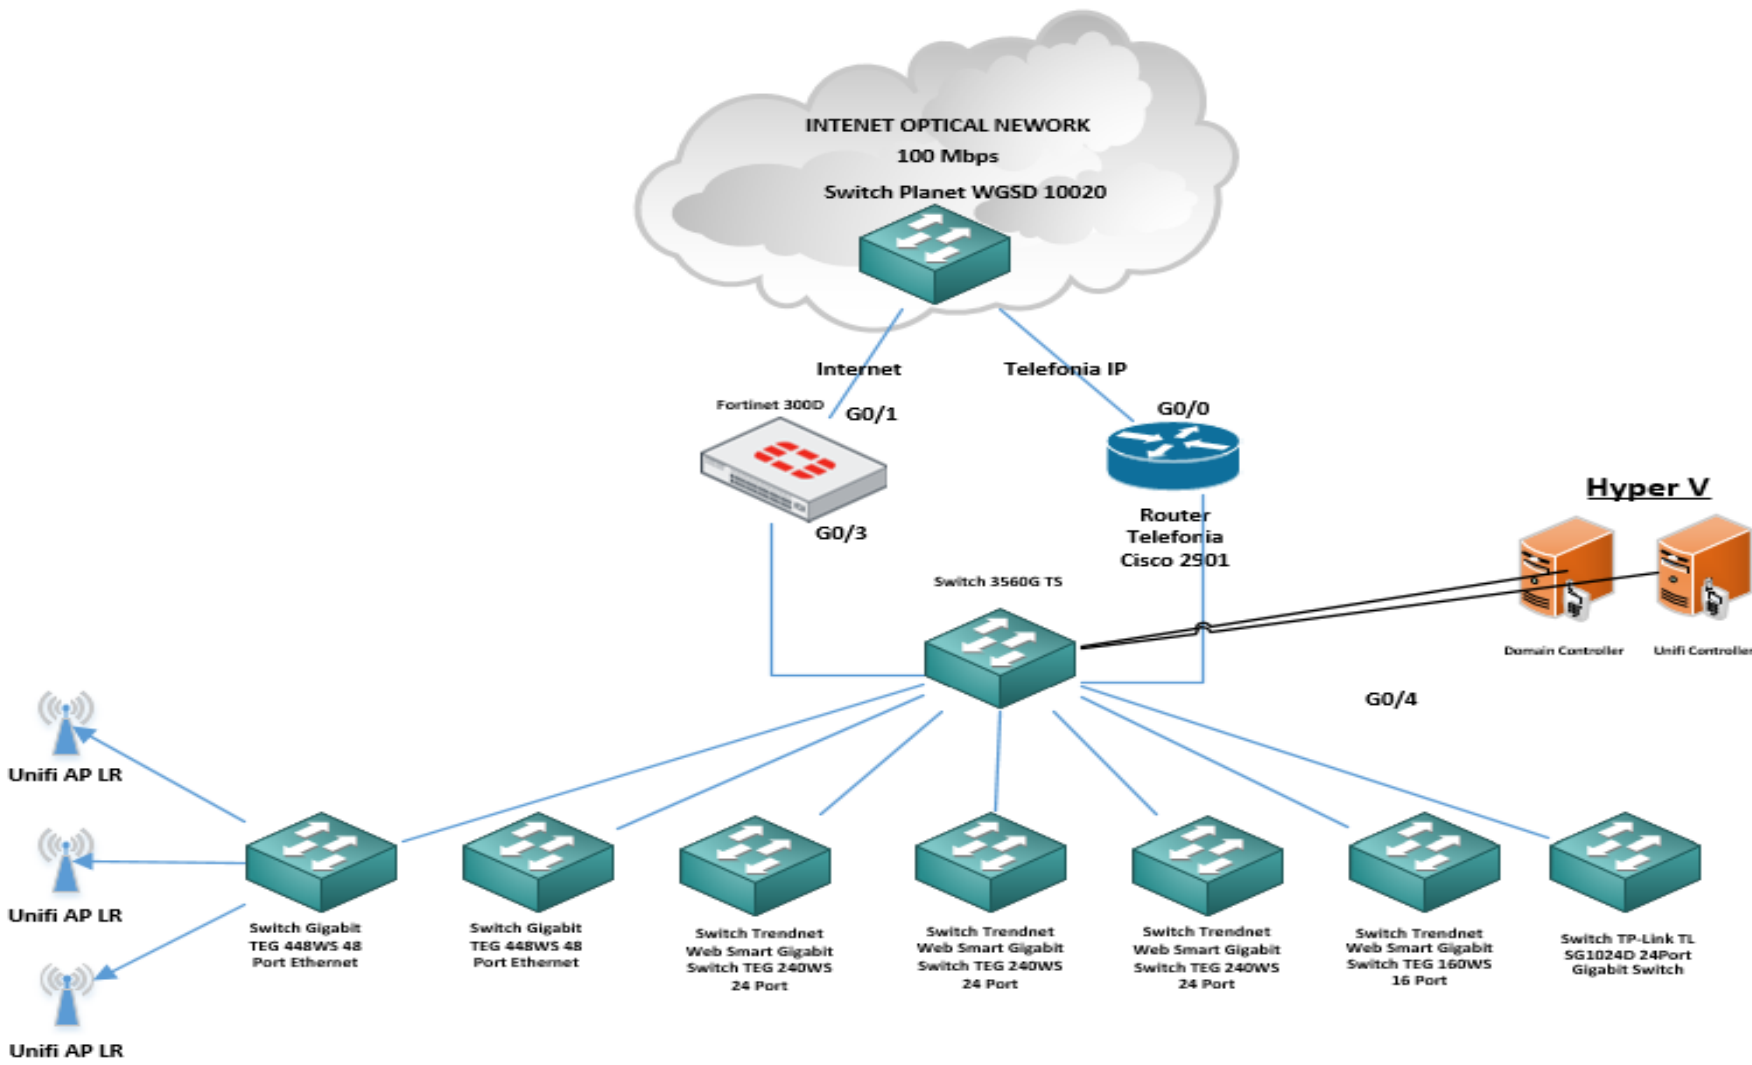 INTENET OPTICAL NEWORK
100 Mbps
Switch Planet WGSD 10020
Internet
Telefonia IP
Fortinet 300D
G0/1
G0/0
G0/3
Router
Telefonia
Cisco 2901
Hyper V
Domain Controller
Unifi Controller
Switch 3560G TS
G0/4
Unifi AP LR
Unifi AP LR
Unifi AP LR
Switch Gigabit
TEG 448WS 48
Port Ethernet
Switch Gigabit
TEG 448WS 48
Port Ethernet
Switch Trendnet
Web Smart Gigabit
Switch TEG 240WS
24 Port
Switch Trendnet
Web Smart Gigabit
Switch TEG 240WS
24 Port
Switch Trendnet
Web Smart Gigabit
Switch TEG 240WS
24 Port
Switch Trendnet
Web Smart Gigabit
Switch TEG 160WS
16 Port
Switch TP-Link TL
SG1024D 24Port
Gigabit Switch